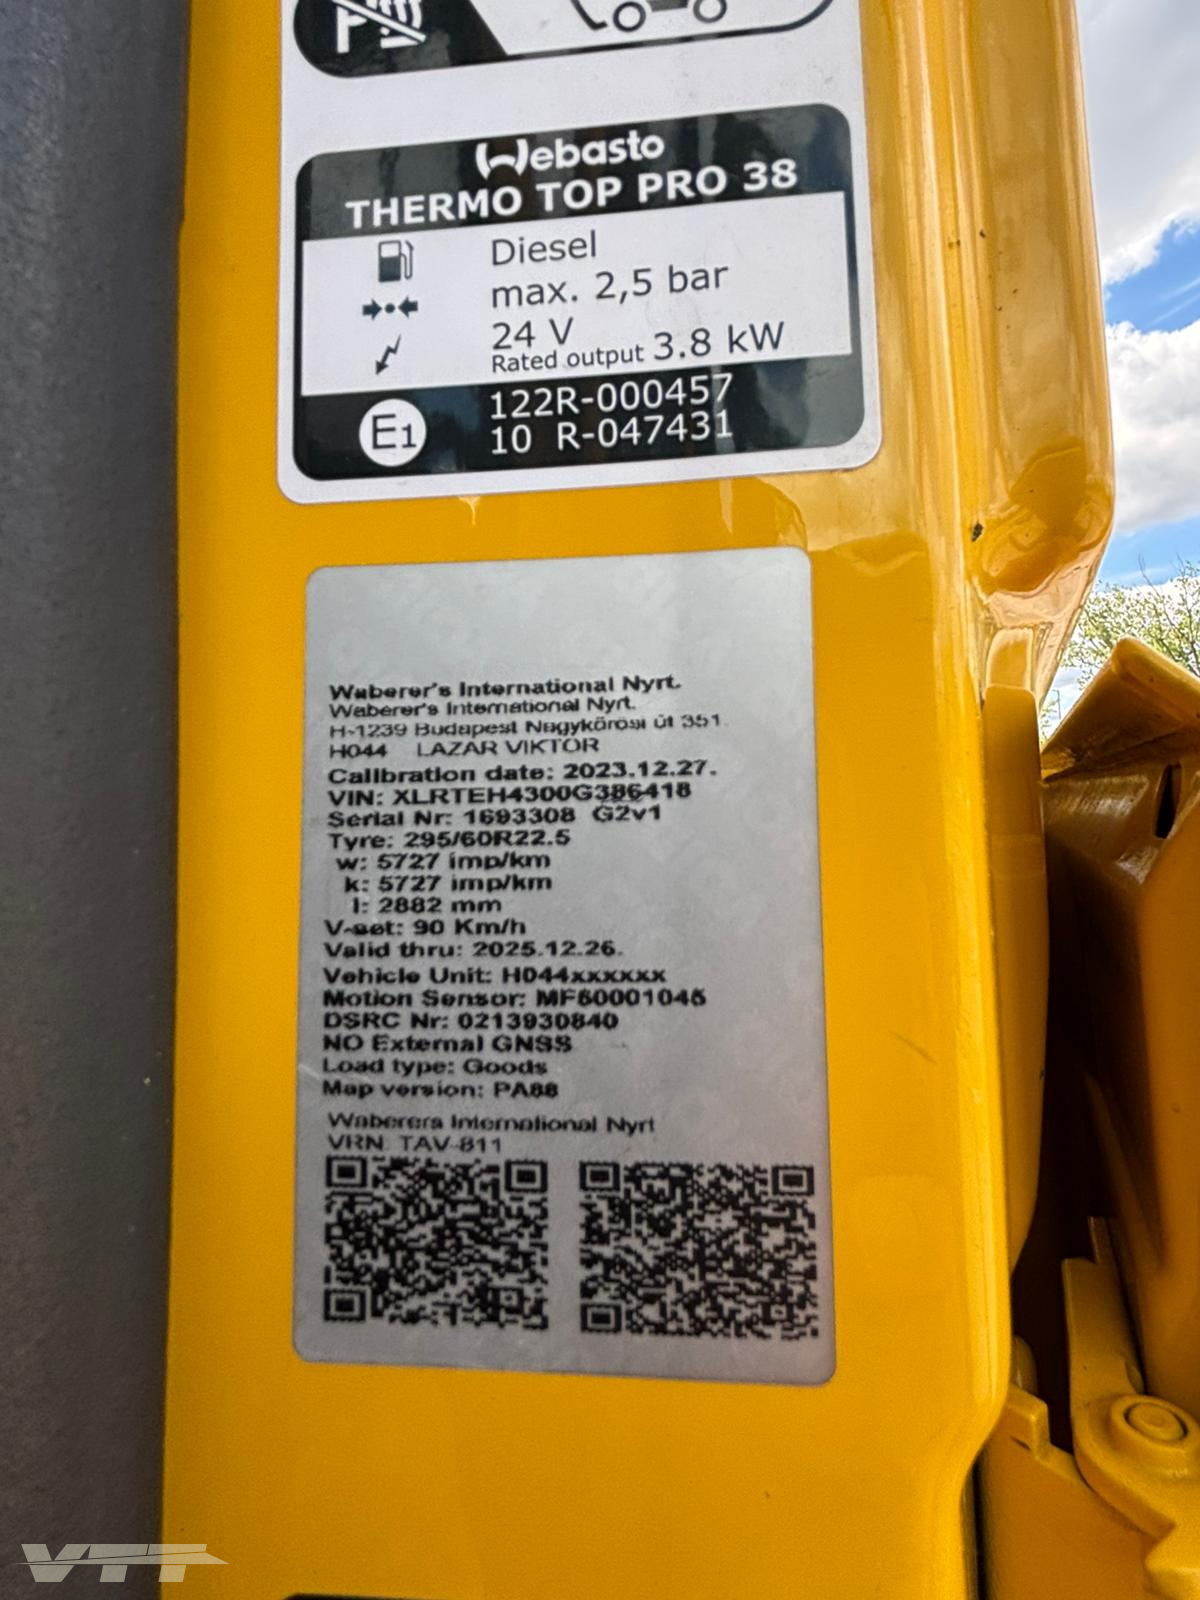 Webasto
THERMO TOP PRO 38
Diesel
max. 2,5 bar
24 V
Rated output 3.8 kW
E1
122R-000457
10 R-047431
Waberer's International Nyrt.
Waberer's International Nyrt.
H-1239 Budapest Nagykőrösi út 351.
H044 LAZAR VIKTOR
Calibration date: 2023.12.27.
VIN: XLRTEH4300G386418
Serial Nr: 1693308 G2v1
Tyre: 295/60R22.5
w: 5727 imp/km
k: 5727 imp/km
l: 2882 mm
V-set: 90 Km/h
Valid thru: 2025.12.26.
Vehicle Unit: H044xxxxxx
Motion Sensor: MF60001045
DSRC Nr: 0213930840
NO External GNSS
Load type: Goods
Map version: PA88
Waberers International Nyrt
VRN: TAV-811
VTT